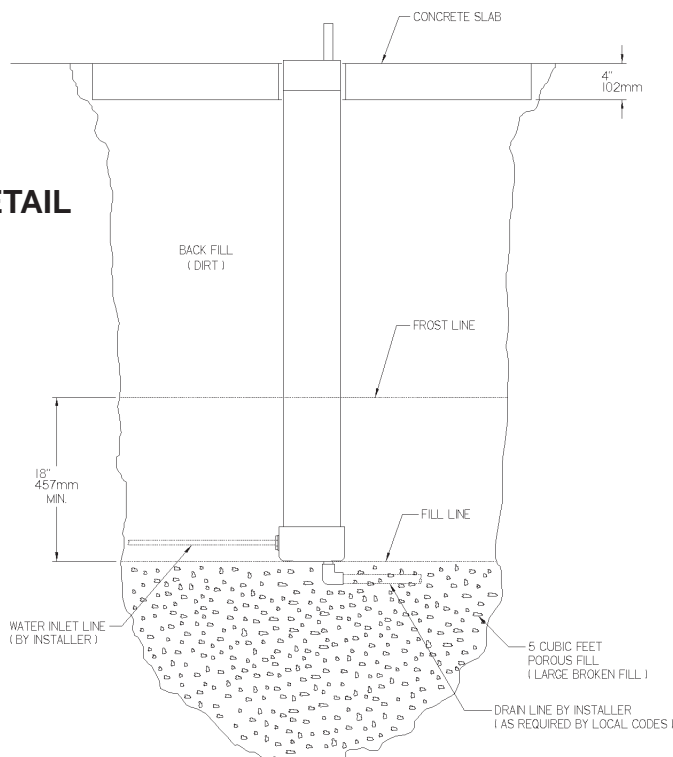 CONCRETE SLAB
4"
102mm
ETAIL
BACK FILL
( DIRT )
FROST LINE
18"
457mm
MIN.
FILL LINE
WATER INLET LINE
( BY INSTALLER )
5 CUBIC FEET
POROUS FILL
( LARGE BROKEN FILL )
DRAIN LINE BY INSTALLER
( AS REQUIRED BY LOCAL CODES )